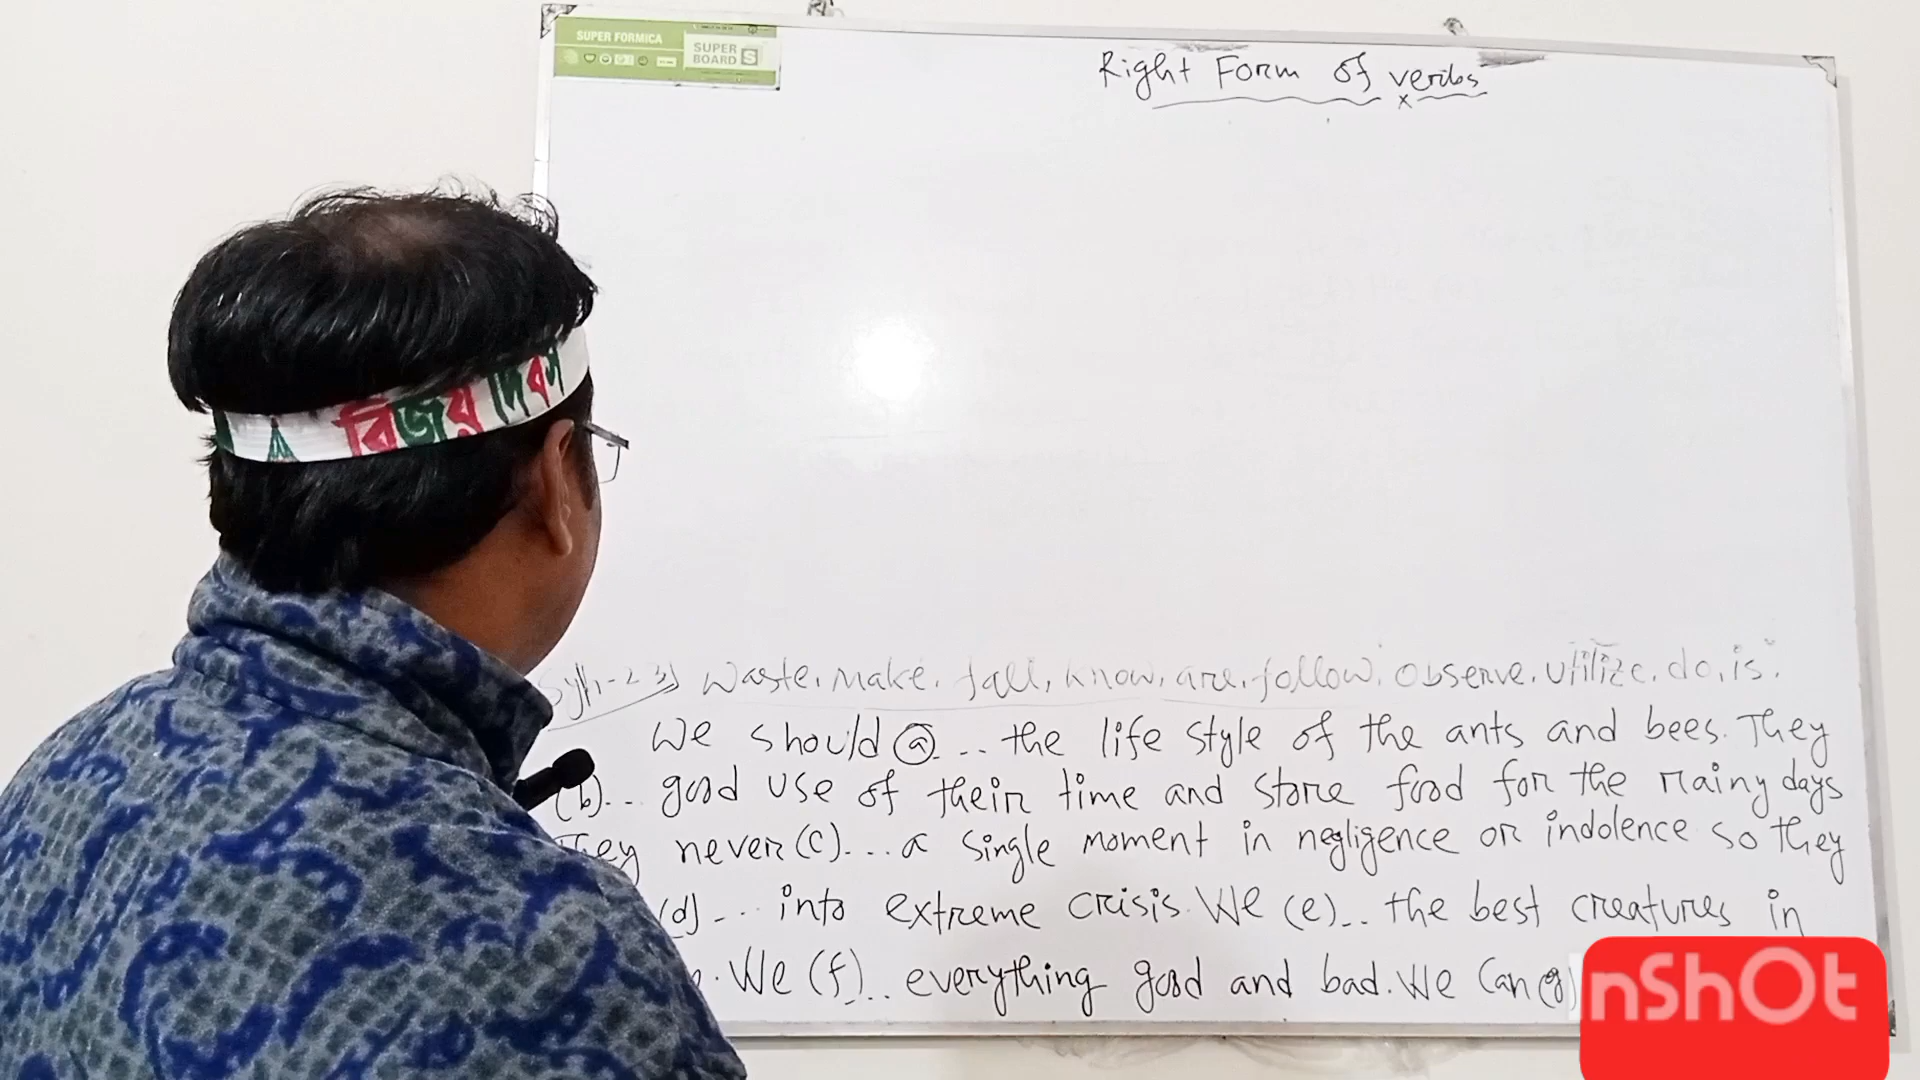 SUPER FORMICA
SUPER BOARD S
Right Form of verbs
x
waste, make, fall, know, are, follow, observe, utilize, do, is.
We should (a)... the life style of the ants and bees. They
(b)... good use of their time and store food for the rainy days
They never (c)... a single moment in negligence or indolence so they
(d)... into extreme crisis. We (e)... the best creatures in
. We (f)... everything good and bad. We can (g)
বিজয় দিবস
InShOt